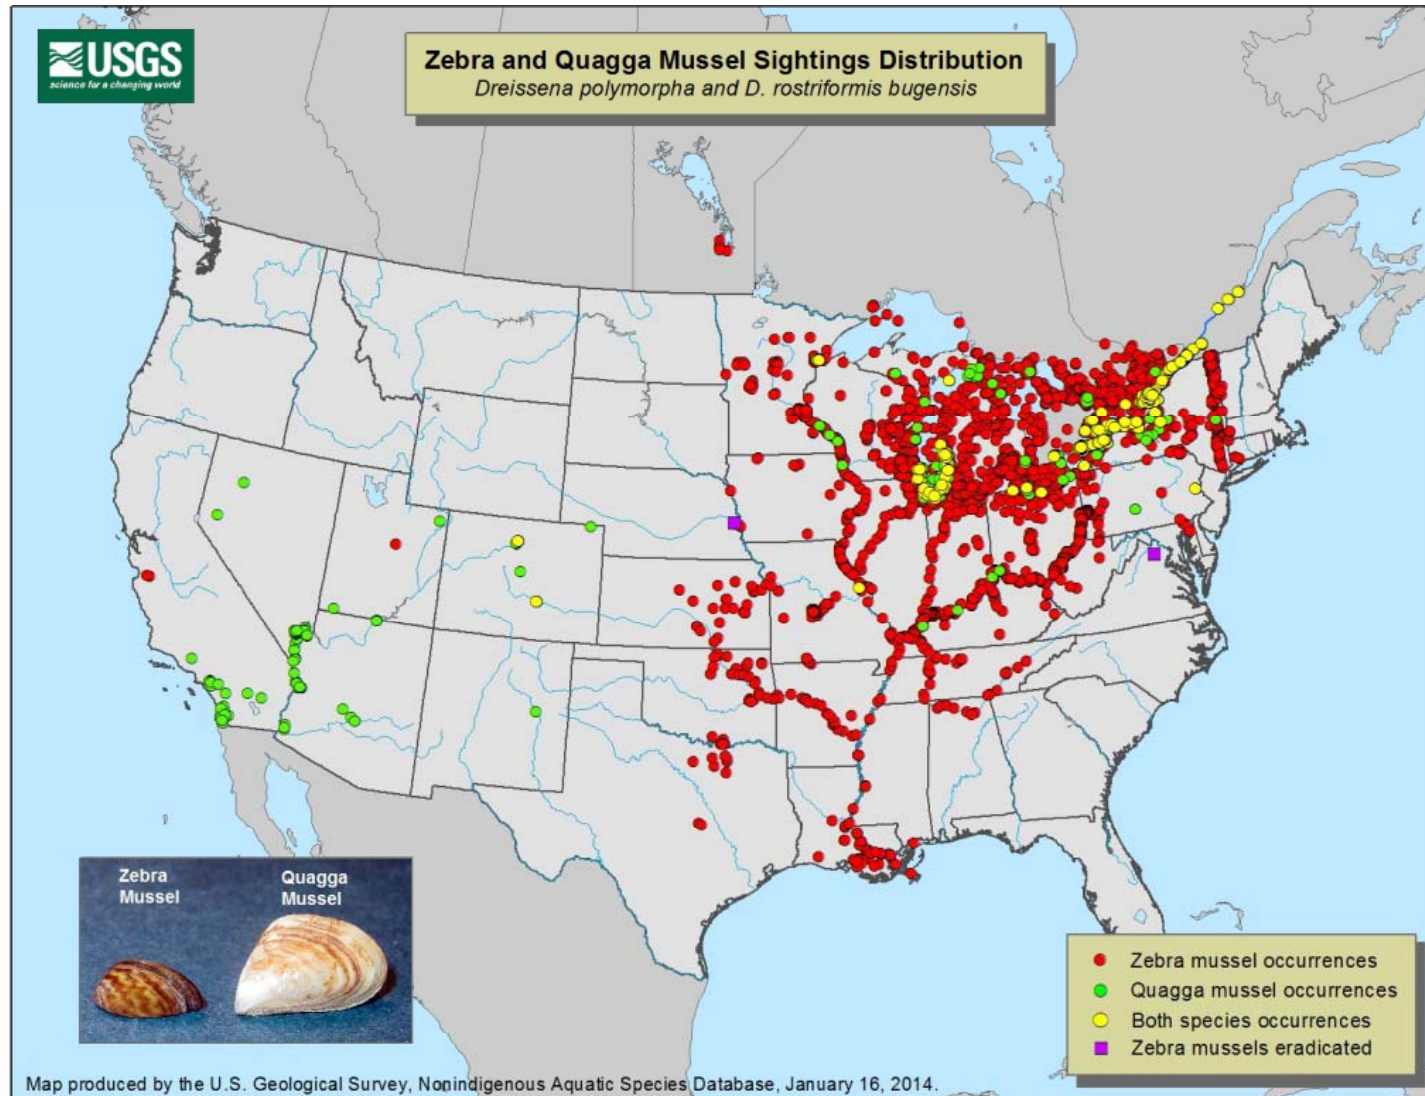 USGS
science for a changing world
Zebra and Quagga Mussel Sightings Distribution
Dreissena polymorpha and D. rostriformis bugensis
Zebra
Mussel
Quagga
Mussel
Zebra mussel occurrences
Quagga mussel occurrences
Both species occurrences
Zebra mussels eradicated
Map produced by the U.S. Geological Survey, Nonindigenous Aquatic Species Database, January 16, 2014.